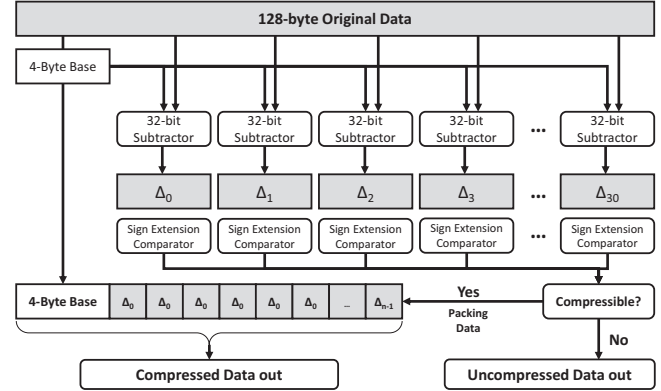 128-byte Original Data
4-Byte Base
32-bit
Subtractor
32-bit
Subtractor
32-bit
Subtractor
32-bit
Subtractor
...
32-bit
Subtractor
Δ0
Δ1
Δ2
Δ3
...
Δ30
Sign Extension
Comparator
Sign Extension
Comparator
Sign Extension
Comparator
Sign Extension
Comparator
...
Sign Extension
Comparator
4-Byte Base
Δ0
Δ0
Δ0
Δ0
Δ0
Δ0
...
Δn-1
Yes
Packing
Data
Compressible?
No
Compressed Data out
Uncompressed Data out